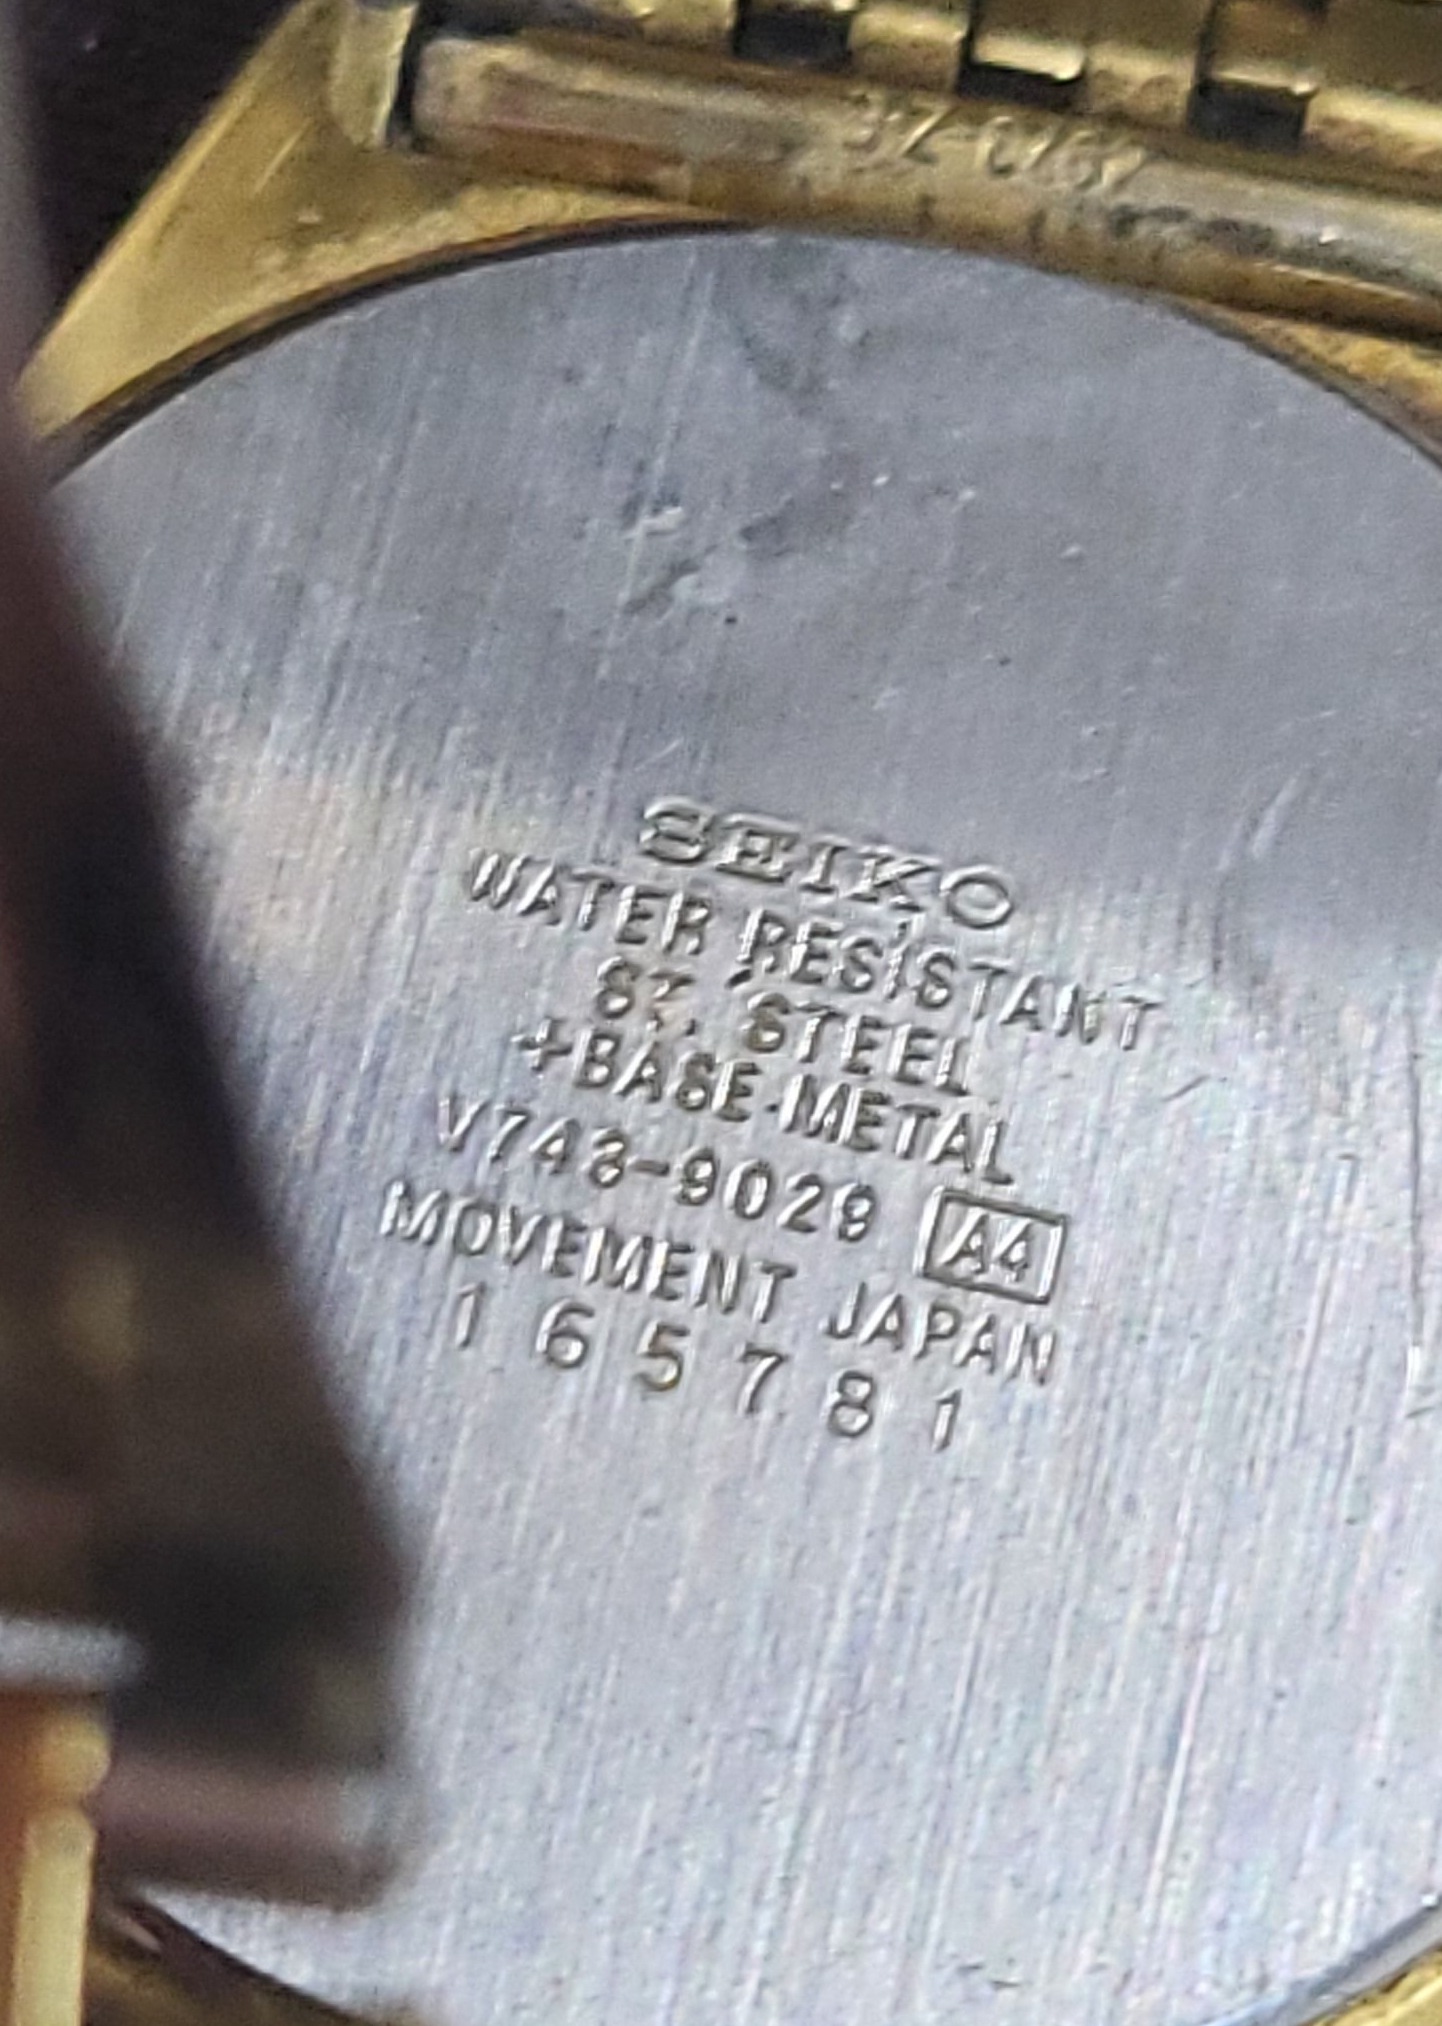 SEIKO
WATER RESISTANT
ST. STEEL
+BASE METAL
V743-9029 A4
MOVEMENT JAPAN
165781